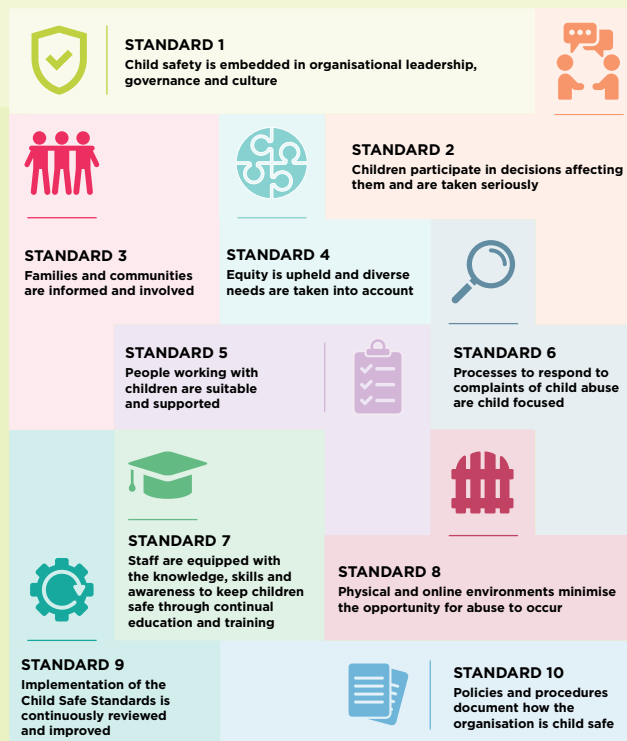 STANDARD 1
Child safety is embedded in organisational leadership,
governance and culture
STANDARD 2
Children participate in decisions affecting
them and are taken seriously
STANDARD 3
Families and communities
are informed and involved
STANDARD 4
Equity is upheld and diverse
needs are taken into account
STANDARD 5
People working with
children are suitable
and supported
STANDARD 6
Processes to respond to
complaints of child abuse
are child focused
STANDARD 7
Staff are equipped with
the knowledge, skills and
awareness to keep children
safe through continual
education and training
STANDARD 8
Physical and online environments minimise
the opportunity for abuse to occur
STANDARD 9
Implementation of the
Child Safe Standards is
continuously reviewed
and improved
STANDARD 10
Policies and procedures
document how the
organisation is child safe